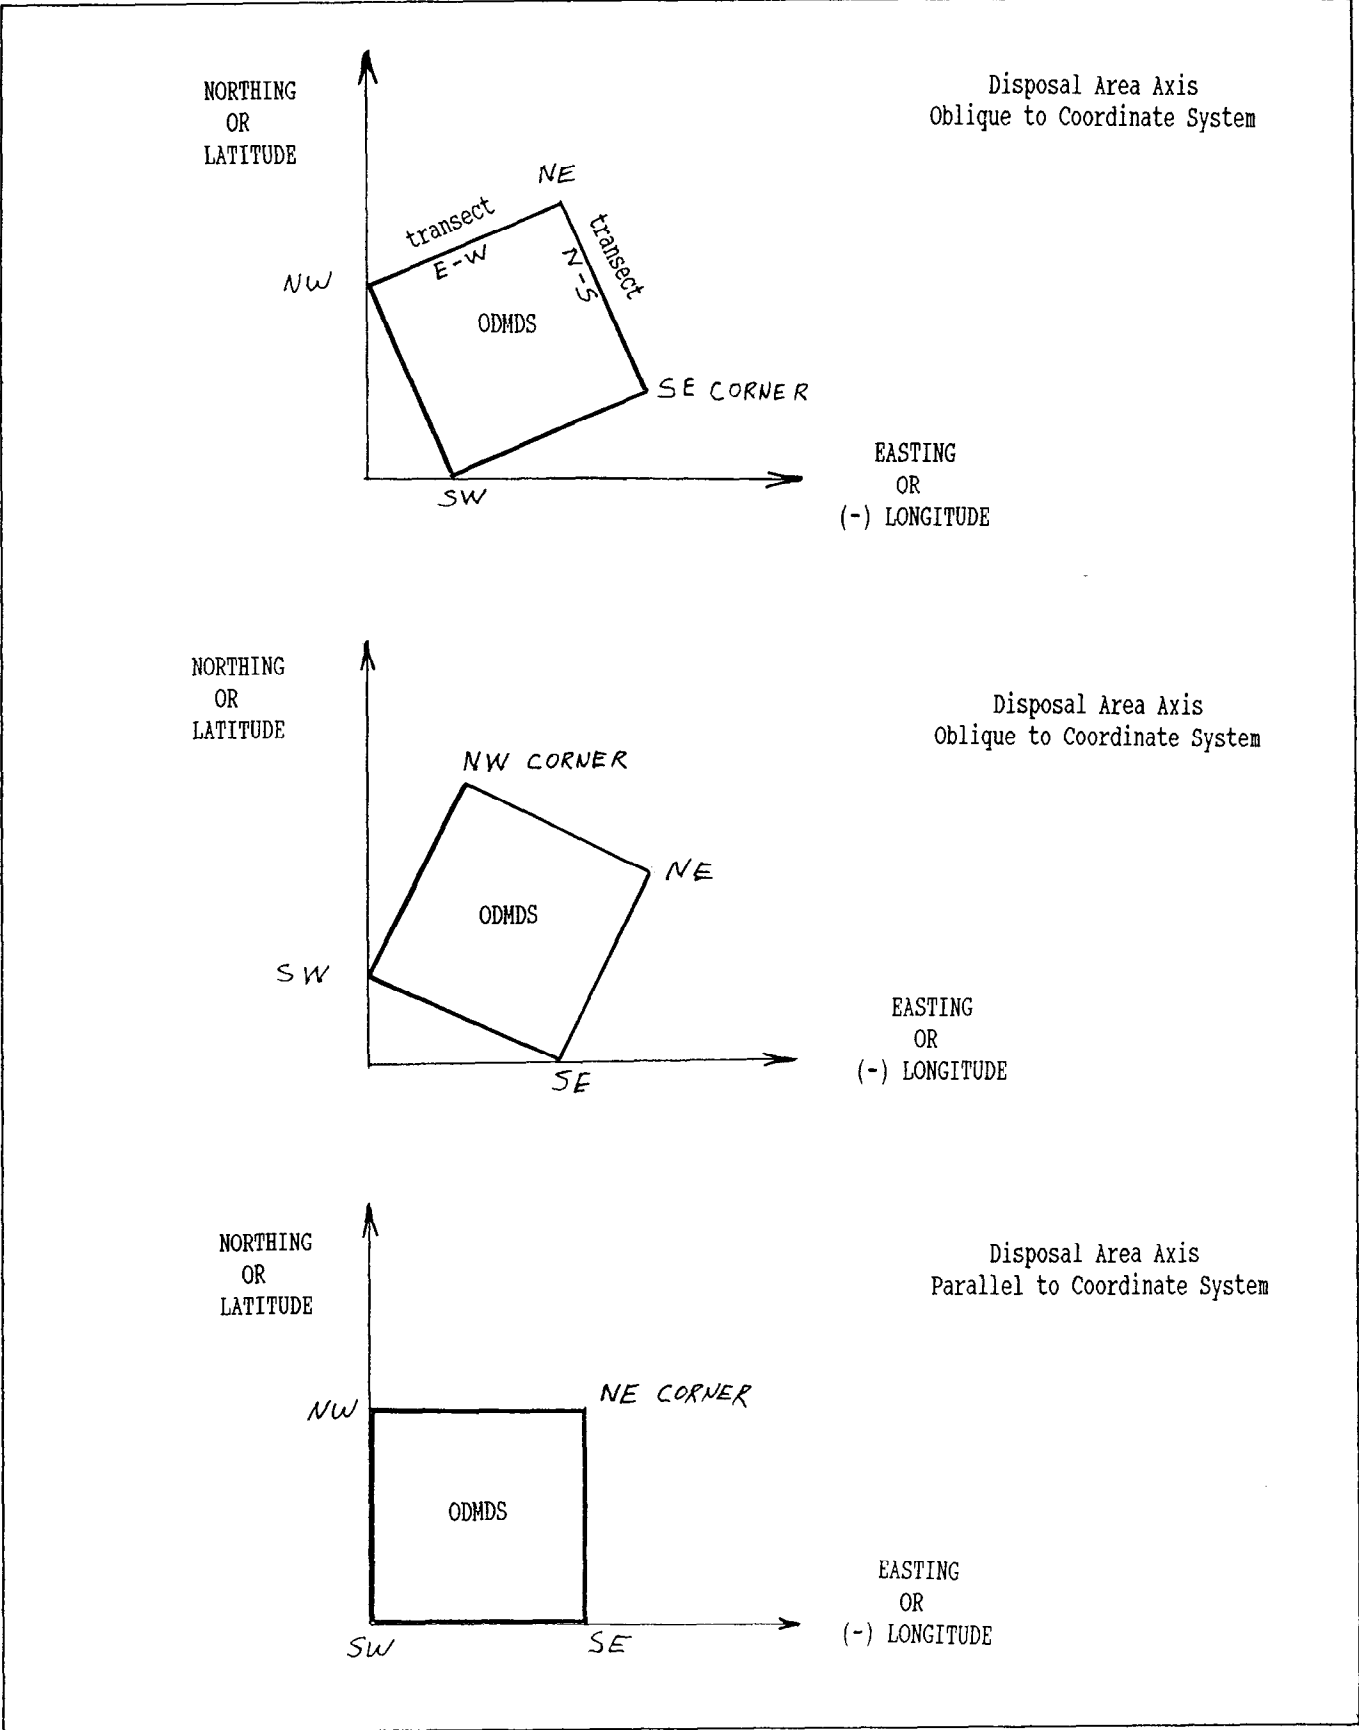 NORTHING
OR
LATITUDE
Disposal Area Axis
Oblique to Coordinate System
NE
transect
E-W
transect
N-S
NW
ODMDS
SE CORNER
SW
EASTING
OR
(-) LONGITUDE
NORTHING
OR
LATITUDE
Disposal Area Axis
Oblique to Coordinate System
NW CORNER
NE
ODMDS
SW
SE
EASTING
OR
(-) LONGITUDE
NORTHING
OR
LATITUDE
Disposal Area Axis
Parallel to Coordinate System
NW
NE CORNER
ODMDS
SW
SE
EASTING
OR
(-) LONGITUDE